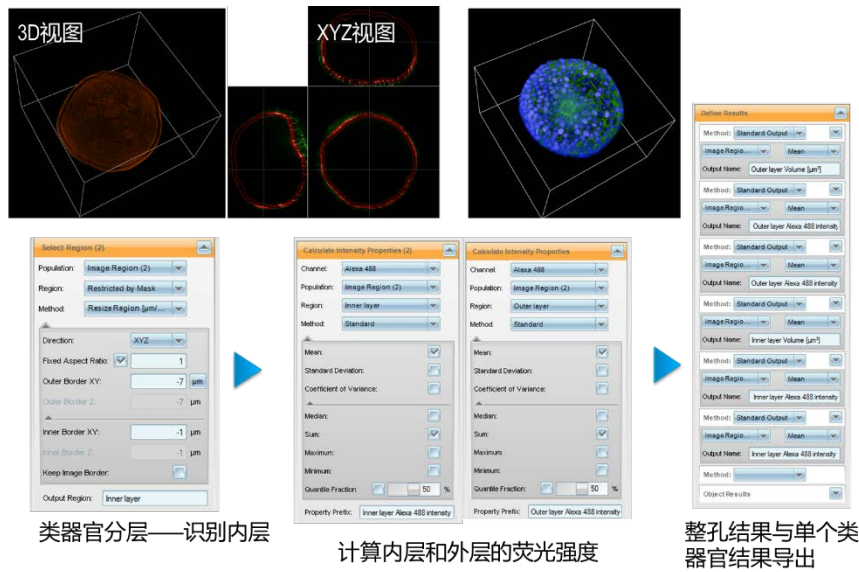 3D视图
XYZ视图
Select Region (2)
Population: Image Region (2)
Region: Restricted by Mask
Method: Resize Region [µm/...
Direction: XYZ
Fixed Aspect Ratio: 1
Outer Border XY: -7 µm
Outer Border Z: -7 µm
Inner Border XY: -1 µm
Inner Border Z: -1 µm
Keep Image Border:
Output Region: Inner layer
类器官分层——识别内层
Calculate Intensity Properties (2)
Channel: Alexa 488
Population: Image Region (2)
Region: Inner layer
Method: Standard
Mean:
Standard Deviation:
Coefficient of Variance:
Median:
Sum:
Maximum:
Minimum:
Quantile Fraction: 50 %
Property Prefix: Inner layer Alexa 488 intensity
Calculate Intensity Properties
Channel: Alexa 488
Population: Image Region (2)
Region: Outer layer
Method: Standard
Mean:
Standard Deviation:
Coefficient of Variance:
Median:
Sum:
Maximum:
Minimum:
Quantile Fraction: 50 %
Property Prefix: Outer layer Alexa 488 intensity
计算内层和外层的荧光强度
Define Results
Method: Standard Output
Image Regio... Mean
Output Name: Outer layer Volume [µm³]
Method: Standard Output
Image Regio... Mean
Output Name: Outer layer Alexa 488 intensity
Method: Standard Output
Image Regio... Mean
Output Name: Outer layer Alexa 488 intensity
Method: Standard Output
Image Regio... Mean
Output Name: Inner layer Volume [µm³]
Method: Standard Output
Image Regio... Mean
Output Name: Inner layer Alexa 488 intensity
Method: Standard Output
Image Regio... Mean
Output Name: Inner layer Alexa 488 intensity
Method:
Object Results
整孔结果与单个类
器官结果导出